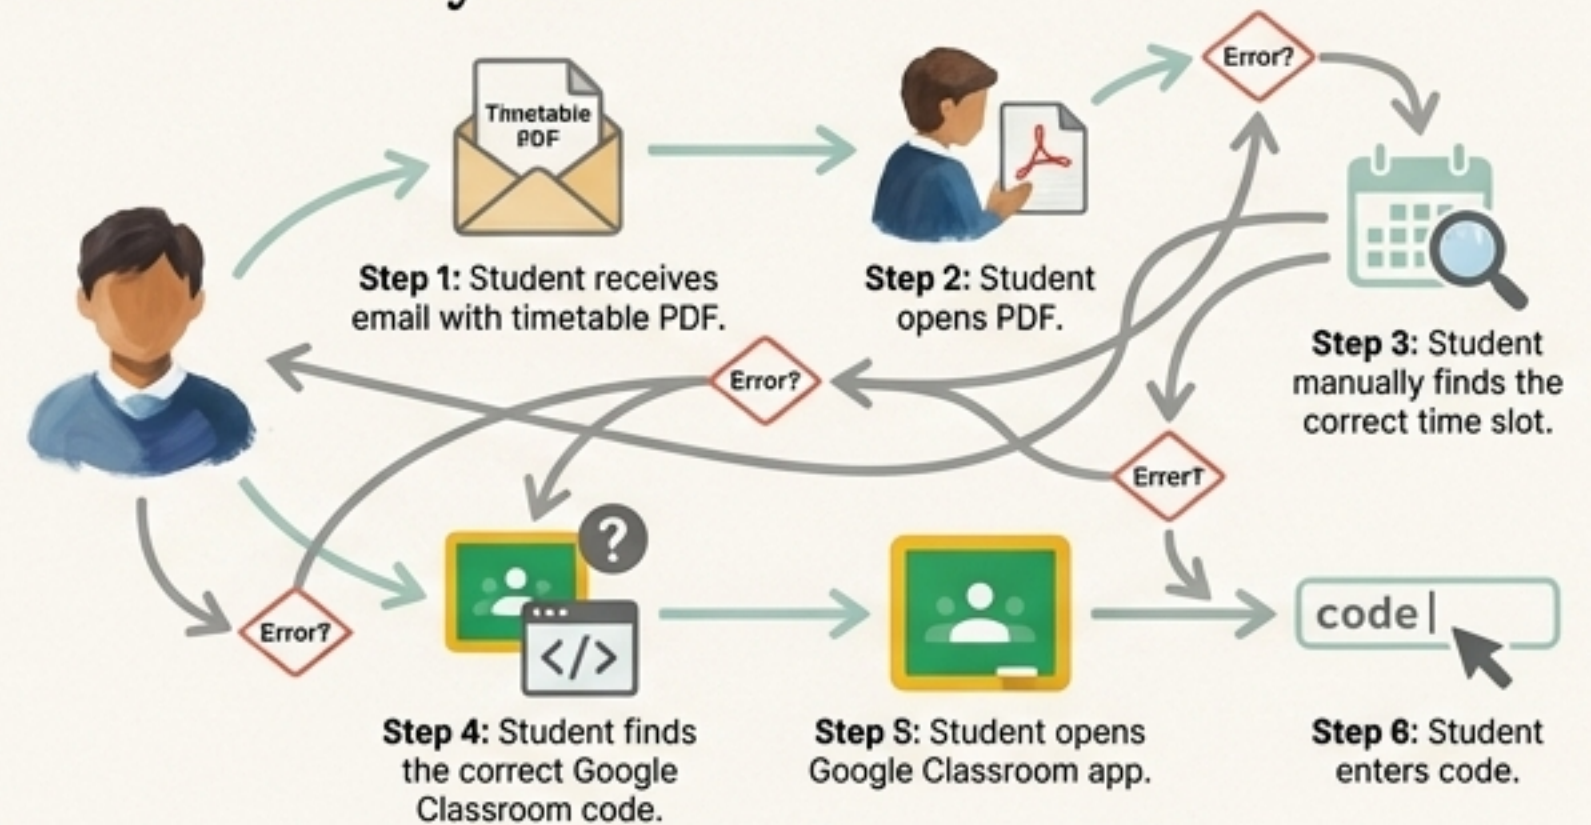 Tımetable
PDF
Error?
Step 1: Student receives
email with timetable PDF.
Step 2: Student
opens PDF.
Step 3: Student
manually finds the
correct time slot.
Error?
ErrerT
Error?
</>
?
code|
Step 4: Student finds
the correct Google
Classroom code.
Step S: Student opens
Google Classroom app.
Step 6: Student
enters code.